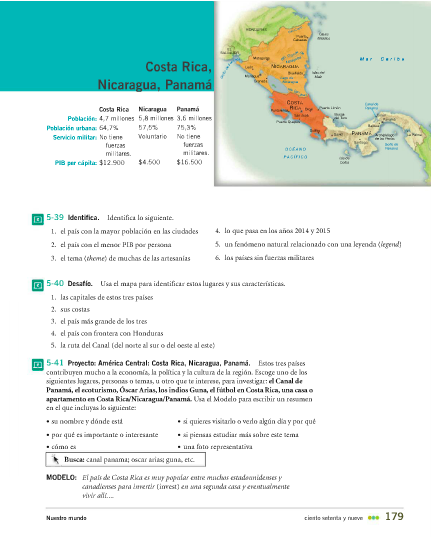 Costa Rica,
Nicaragua, Panamá
Costa Rica Nicaragua Panamá
Población: 4,7 millones 5,8 millones 3,6 millones
Población urbana: 64,7% 57,5% 75,3%
Servicio militar: No tiene fuerzas militares. Voluntario No tiene fuerzas militares.
PIB per cápita: $12.900 $4.500 $16.500
Mar Caribe
NICARAGUA
COSTA RICA
PANAMÁ
OCÉANO
PACÍFICO
5-39 Identifica. Identifica lo siguiente.
1. el país con la mayor población en las ciudades
2. el país con el menor PIB por persona
3. el tema (theme) de muchas de las artesanías
4. lo que pasa en los años 2014 y 2015
5. un fenómeno natural relacionado con una leyenda (legend)
6. los países sin fuerzas militares
5-40 Desafío. Usa el mapa para identificar estos lugares y sus características.
1. las capitales de estos tres países
2. sus costas
3. el país más grande de los tres
4. el país con frontera con Honduras
5. la ruta del Canal (del norte al sur o del oeste al este)
5-41 Proyecto: América Central: Costa Rica, Nicaragua, Panamá. Estos tres países
contribuyen mucho a la economía, la política y la cultura de la región. Escoge uno de los
siguientes lugares, personas o temas, u otro que te interese, para investigar: el Canal de
Panamá, el ecoturismo, Óscar Arias, los indios Guna, el fútbol en Costa Rica, una casa o
apartamento en Costa Rica/Nicaragua/Panamá. Usa el Modelo para escribir un resumen
en el que incluyas lo siguiente:
• su nombre y dónde está
• por qué es importante o interesante
• cómo es
• si quieres visitarlo o verlo algún día y por qué
• si piensas estudiar más sobre este tema
• una foto representativa
Busca: canal panama; oscar arias; guna, etc.
MODELO: El país de Costa Rica es muy popular entre muchos estadounidenses y
canadienses para invertir (invest) en una segunda casa y eventualmente
vivir allí....
Nuestro mundo
ciento setenta y nueve 179